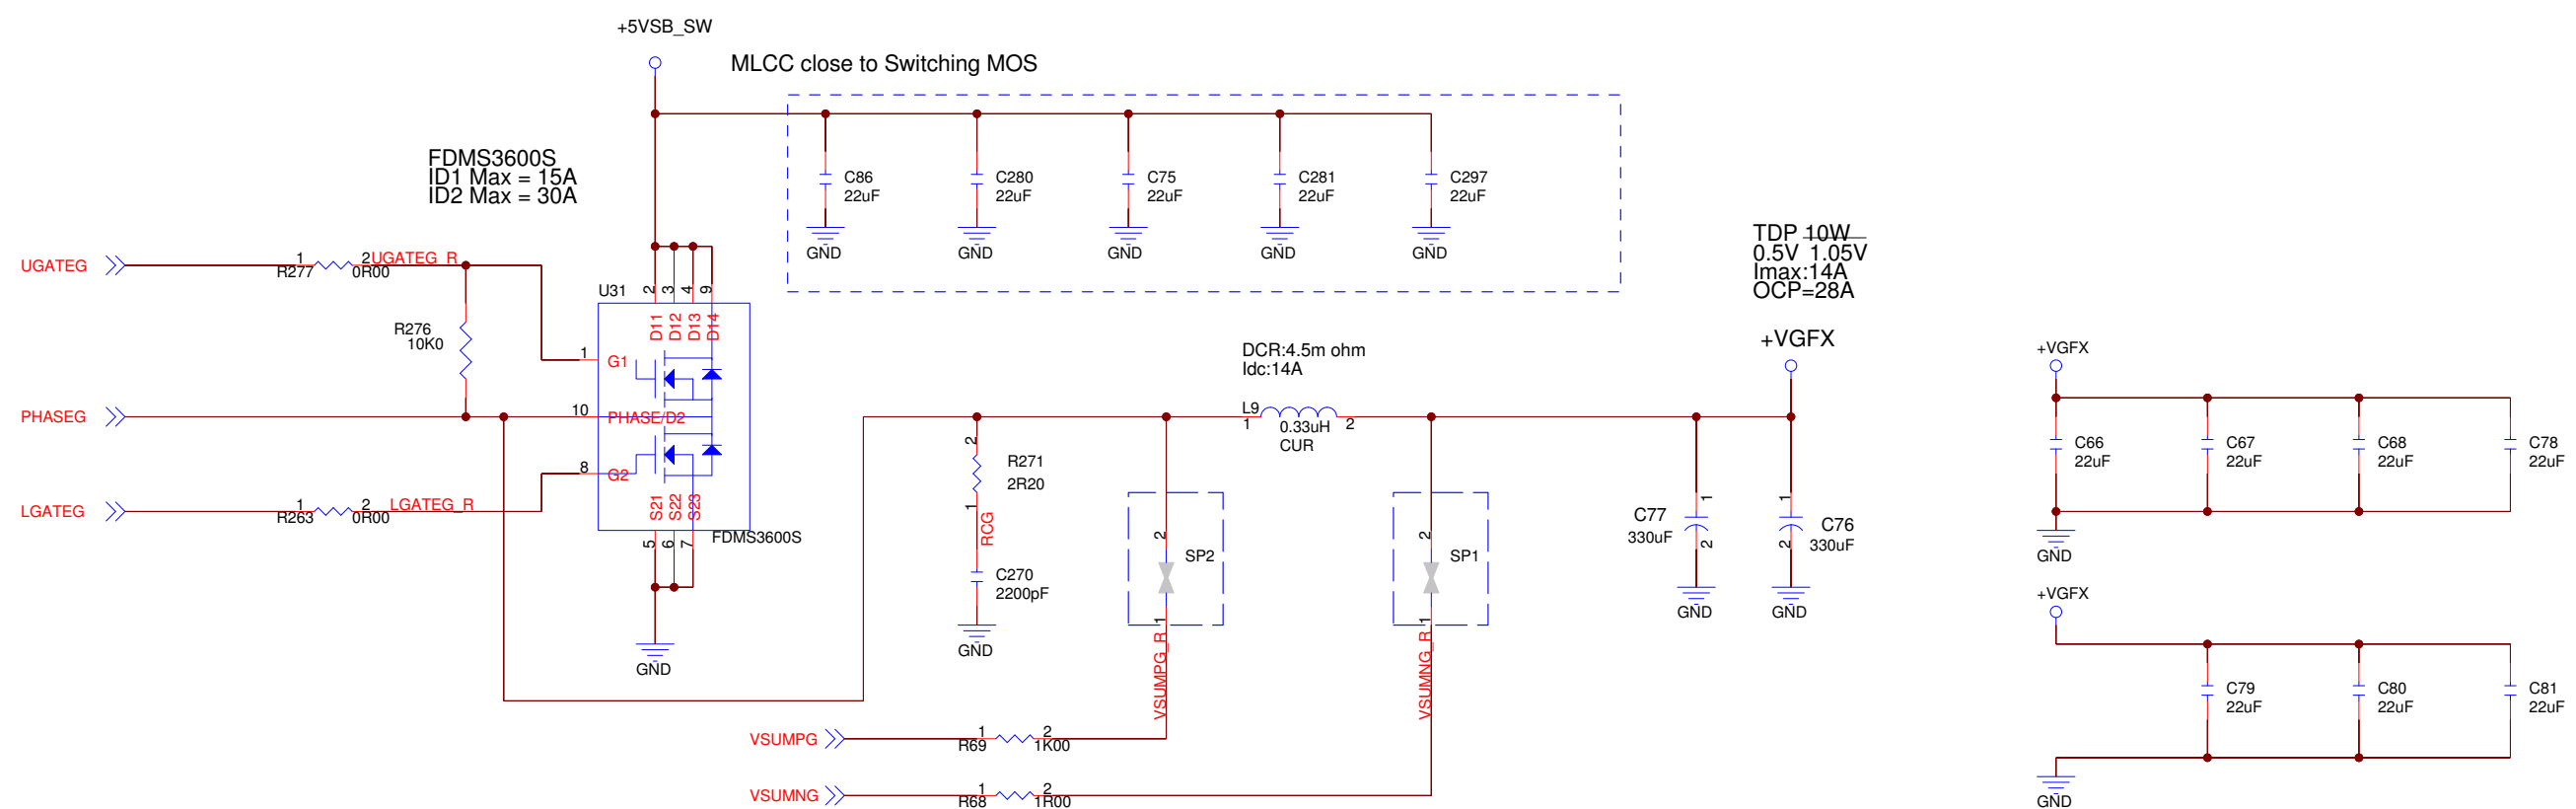 +5VSB_SW
MLCC close to Switching MOS
FDMS3600S
ID1 Max = 15A
ID2 Max = 30A
C86
22uF
GND
C280
22uF
GND
C75
22uF
GND
C281
22uF
GND
C297
22uF
GND
TDP 10W
0.5V 1.05V
Imax:14A
OCP=28A
+VGFX
UGATEG
1
R277
2
0R00
UGATEG_R
R276
10K0
PHASEG
LGATEG
1
R263
2
0R00
LGATEG_R
U31
2
3
4
9
D11
D12
D13
D14
1
G1
10
PHASE/D2
8
G2
S21
S22
S23
5
6
7
FDMS3600S
GND
DCR:4.5m ohm
Idc:14A
L9
1
0.33uH
CUR
2
2
R271
2R20
1
RCG
C270
2200pF
GND
2
SP2
1
VSUMPG_R
2
SP1
1
VSUMNG_R
C77
330uF
1
2
GND
C76
330uF
1
2
GND
VSUMPG
1
R69
2
1K00
VSUMNG
1
R68
2
1R00
+VGFX
C66
22uF
C67
22uF
C68
22uF
C78
22uF
GND
+VGFX
C79
22uF
C80
22uF
C81
22uF
GND